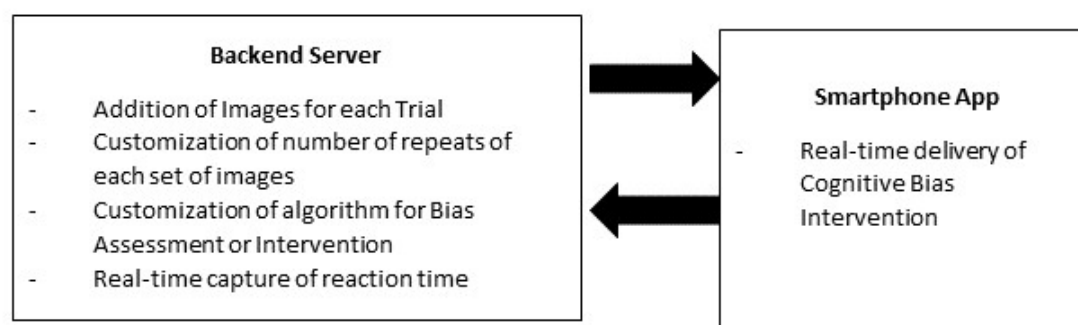 Backend Server
- Addition of Images for each Trial
- Customization of number of repeats of
each set of images
- Customization of algorithm for Bias
Assessment or Intervention
- Real-time capture of reaction time
Smartphone App
- Real-time delivery of
Cognitive Bias
Intervention